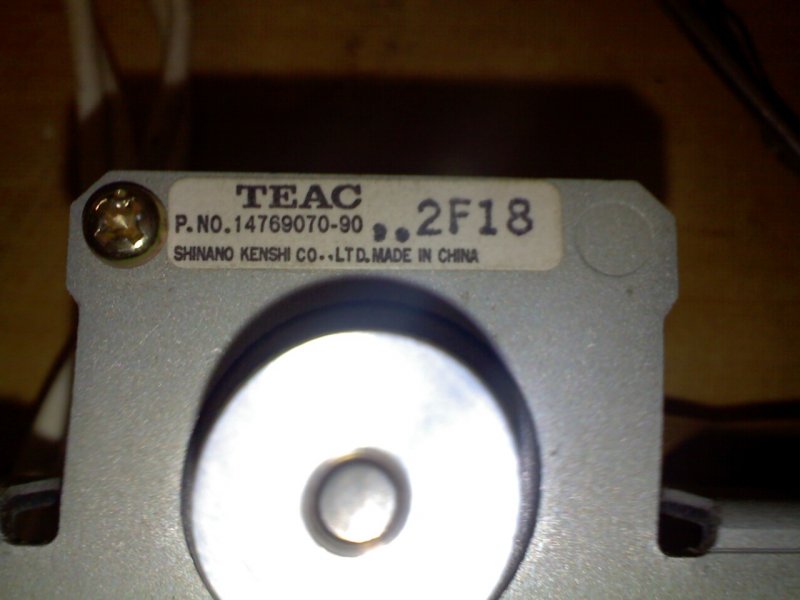 TEAC
P.NO.14769070-90 ,,2F18
SHINANO KENSHI CO.,LTD.MADE IN CHINA